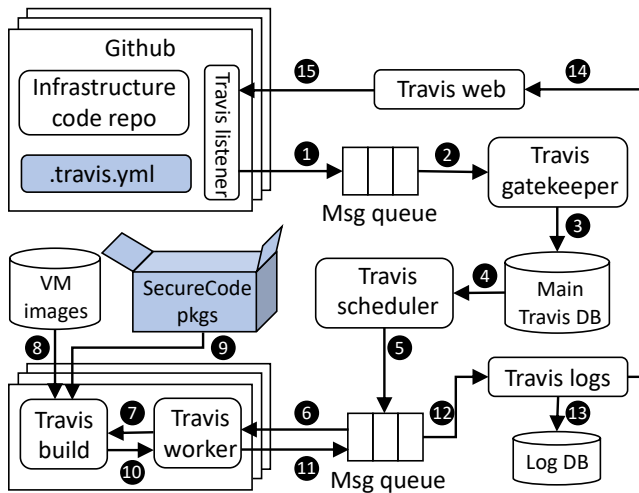 Github
Infrastructure
code repo
.travis.yml
Travis listener
15
Travis web
14
1
Msg queue
2
Travis
gatekeeper
3
VM
images
SecureCode
pkgs
Travis
scheduler
4
Main
Travis DB
8
9
5
Travis
build
7
10
Travis
worker
6
11
Msg queue
12
Travis logs
13
Log DB